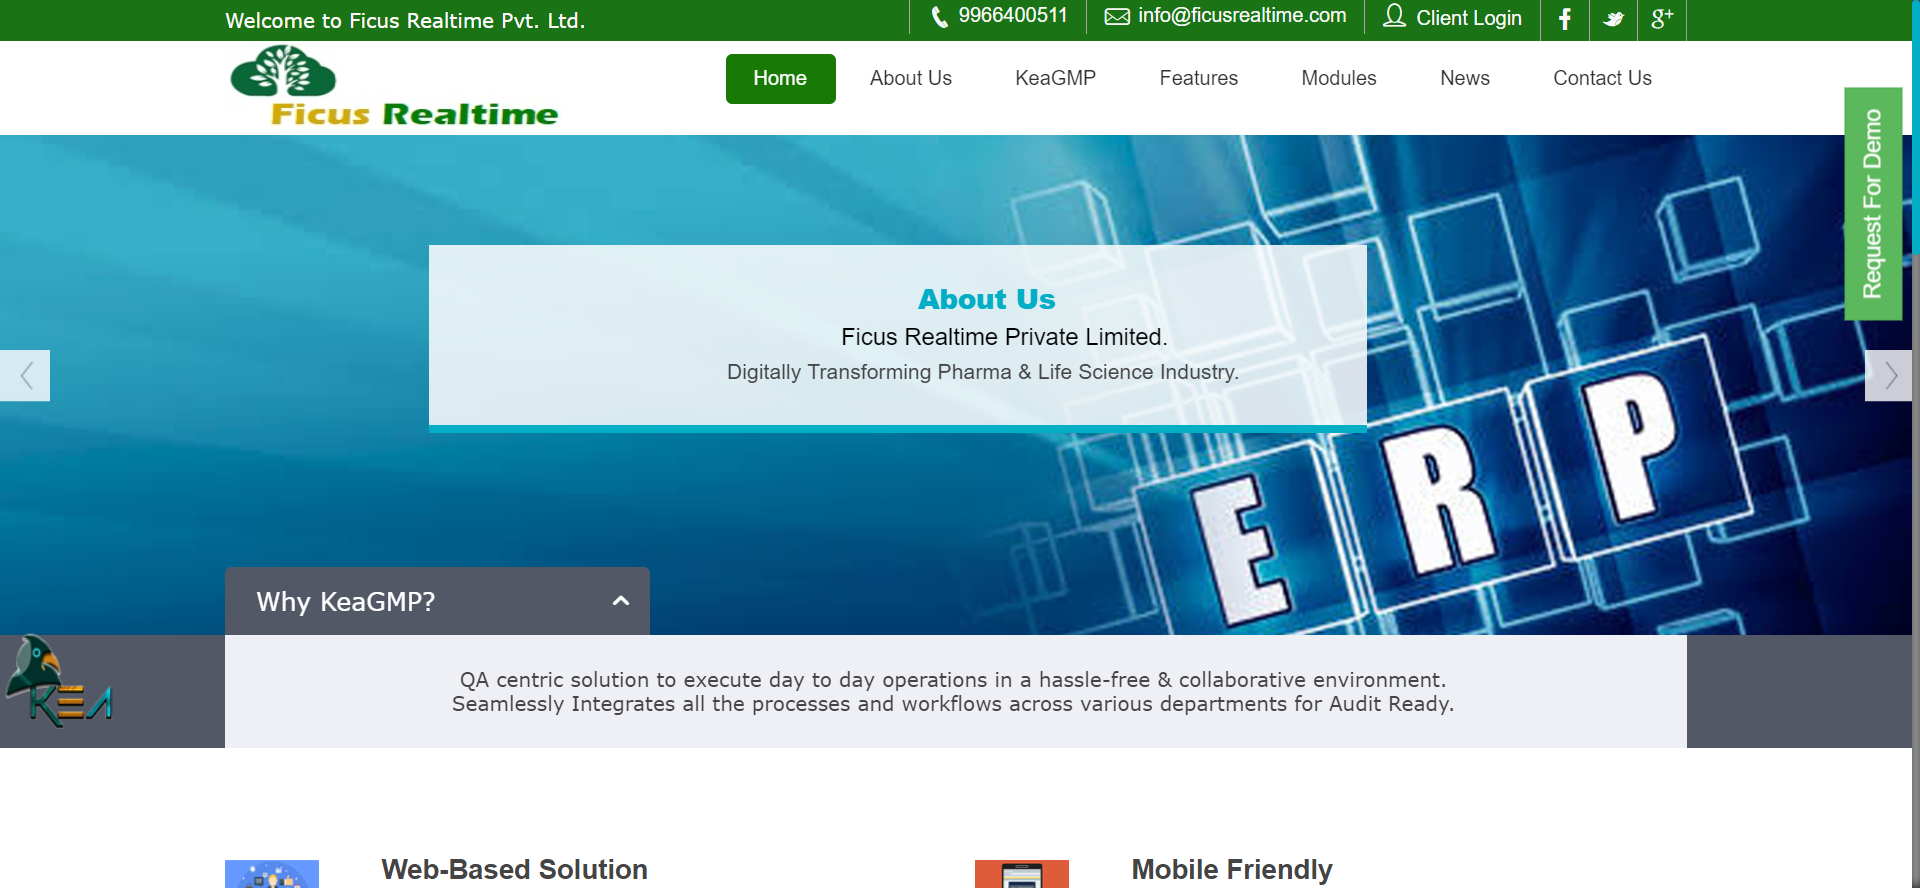 Welcome to Ficus Realtime Pvt. Ltd.
9966400511
info@ficusrealtime.com
Client Login
g+
Ficus Realtime
Home
About Us
KeaGMP
Features
Modules
News
Contact Us
Request For Demo
About Us
Ficus Realtime Private Limited.
Digitally Transforming Pharma & Life Science Industry.
ERP
Why KeaGMP?
KEA
QA centric solution to execute day to day operations in a hassle-free & collaborative environment.
Seamlessly Integrates all the processes and workflows across various departments for Audit Ready.
Web-Based Solution
Mobile Friendly